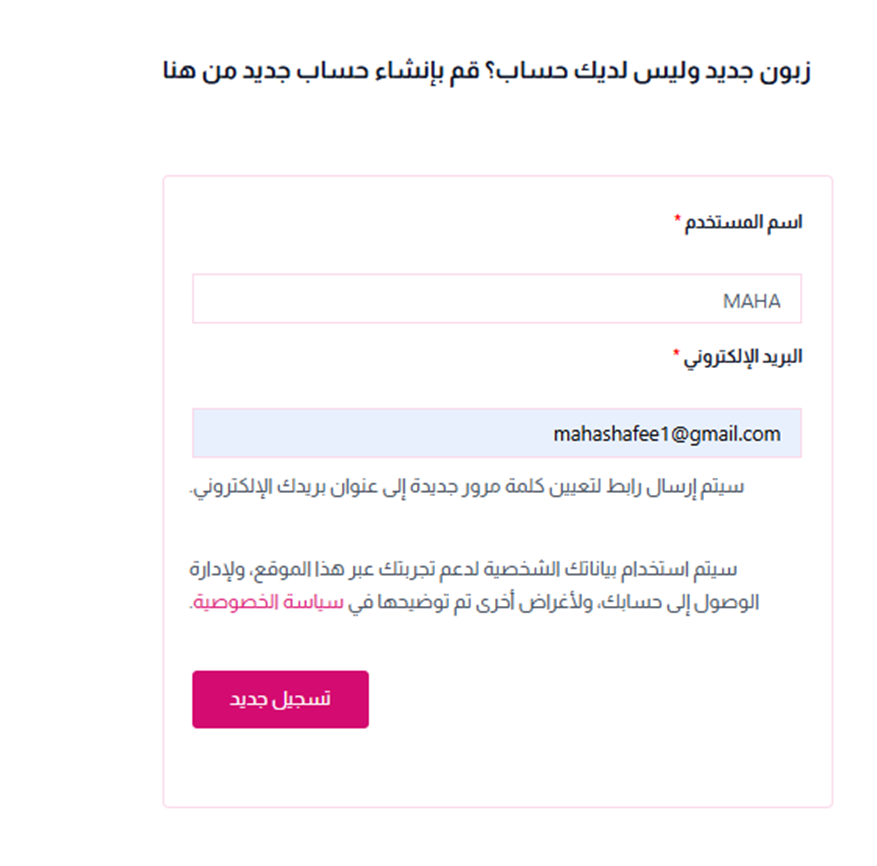 زبون جديد وليس لديك حساب؟ قم بإنشاء حساب جديد من هنا
اسم المستخدم *
MAHA
البريد الإلكتروني *
mahashafee1@gmail.com
سيتم إرسال رابط لتعيين كلمة مرور جديدة إلى عنوان بريدك الإلكتروني.
سيتم استخدام بياناتك الشخصية لدعم تجربتك عبر هذا الموقع، ولإدارة
الوصول إلى حسابك، ولأغراض أخرى تم توضيحها في سياسة الخصوصية.
تسجيل جديد